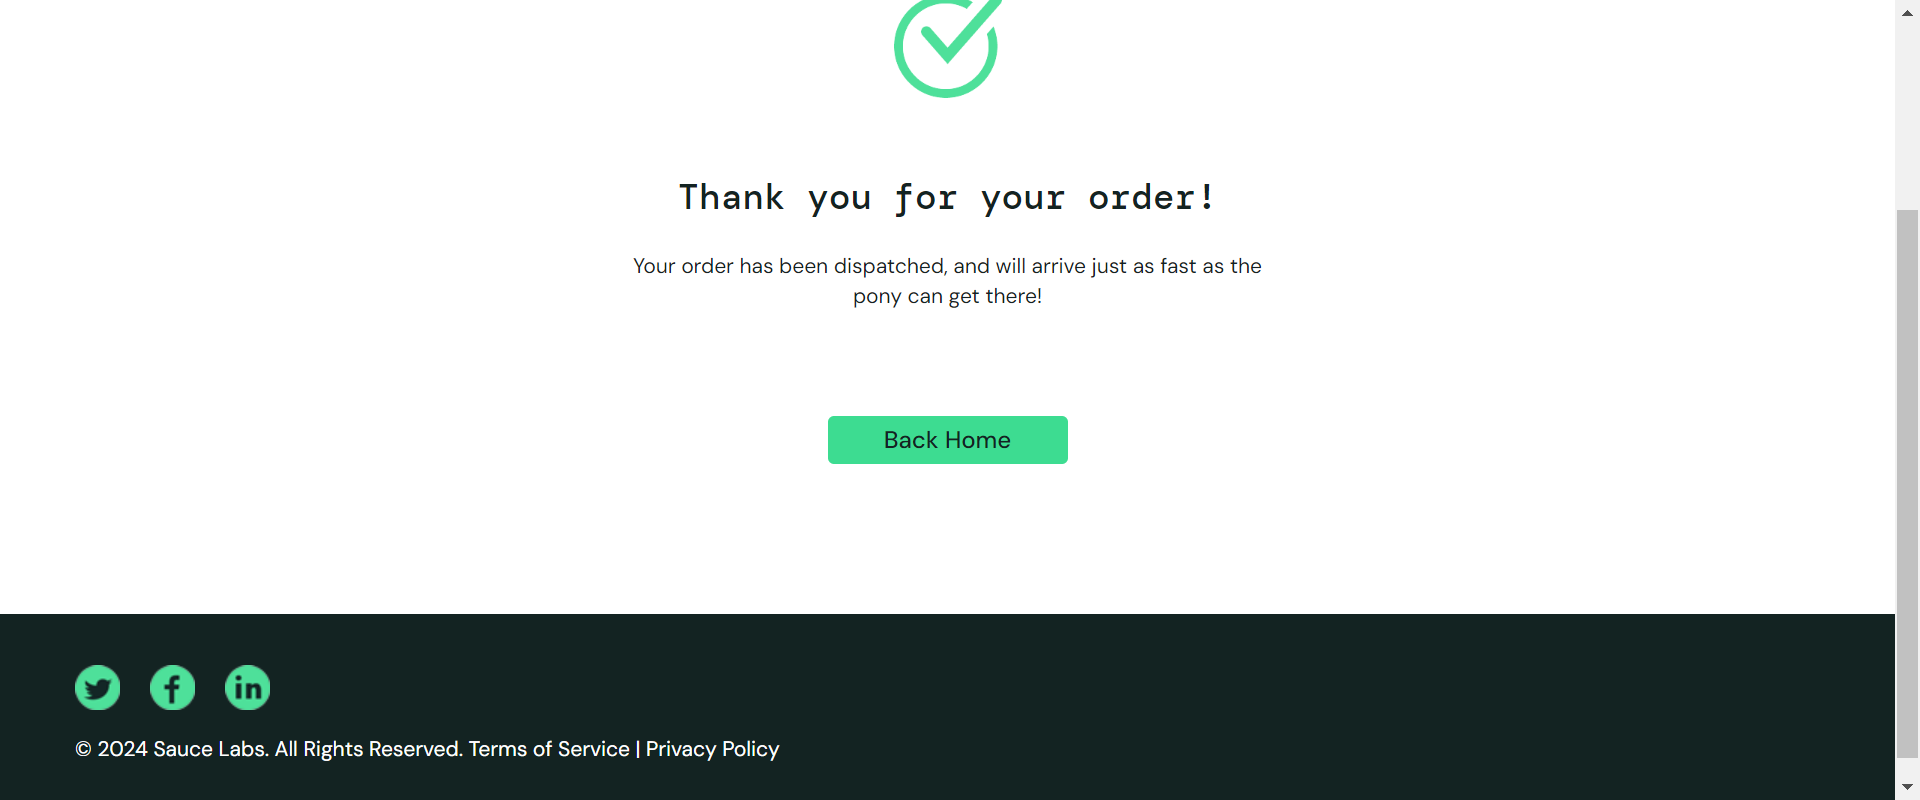 Thank you for your order!
Your order has been dispatched, and will arrive just as fast as the
pony can get there!
Back Home
© 2024 Sauce Labs. All Rights Reserved. Terms of Service | Privacy Policy